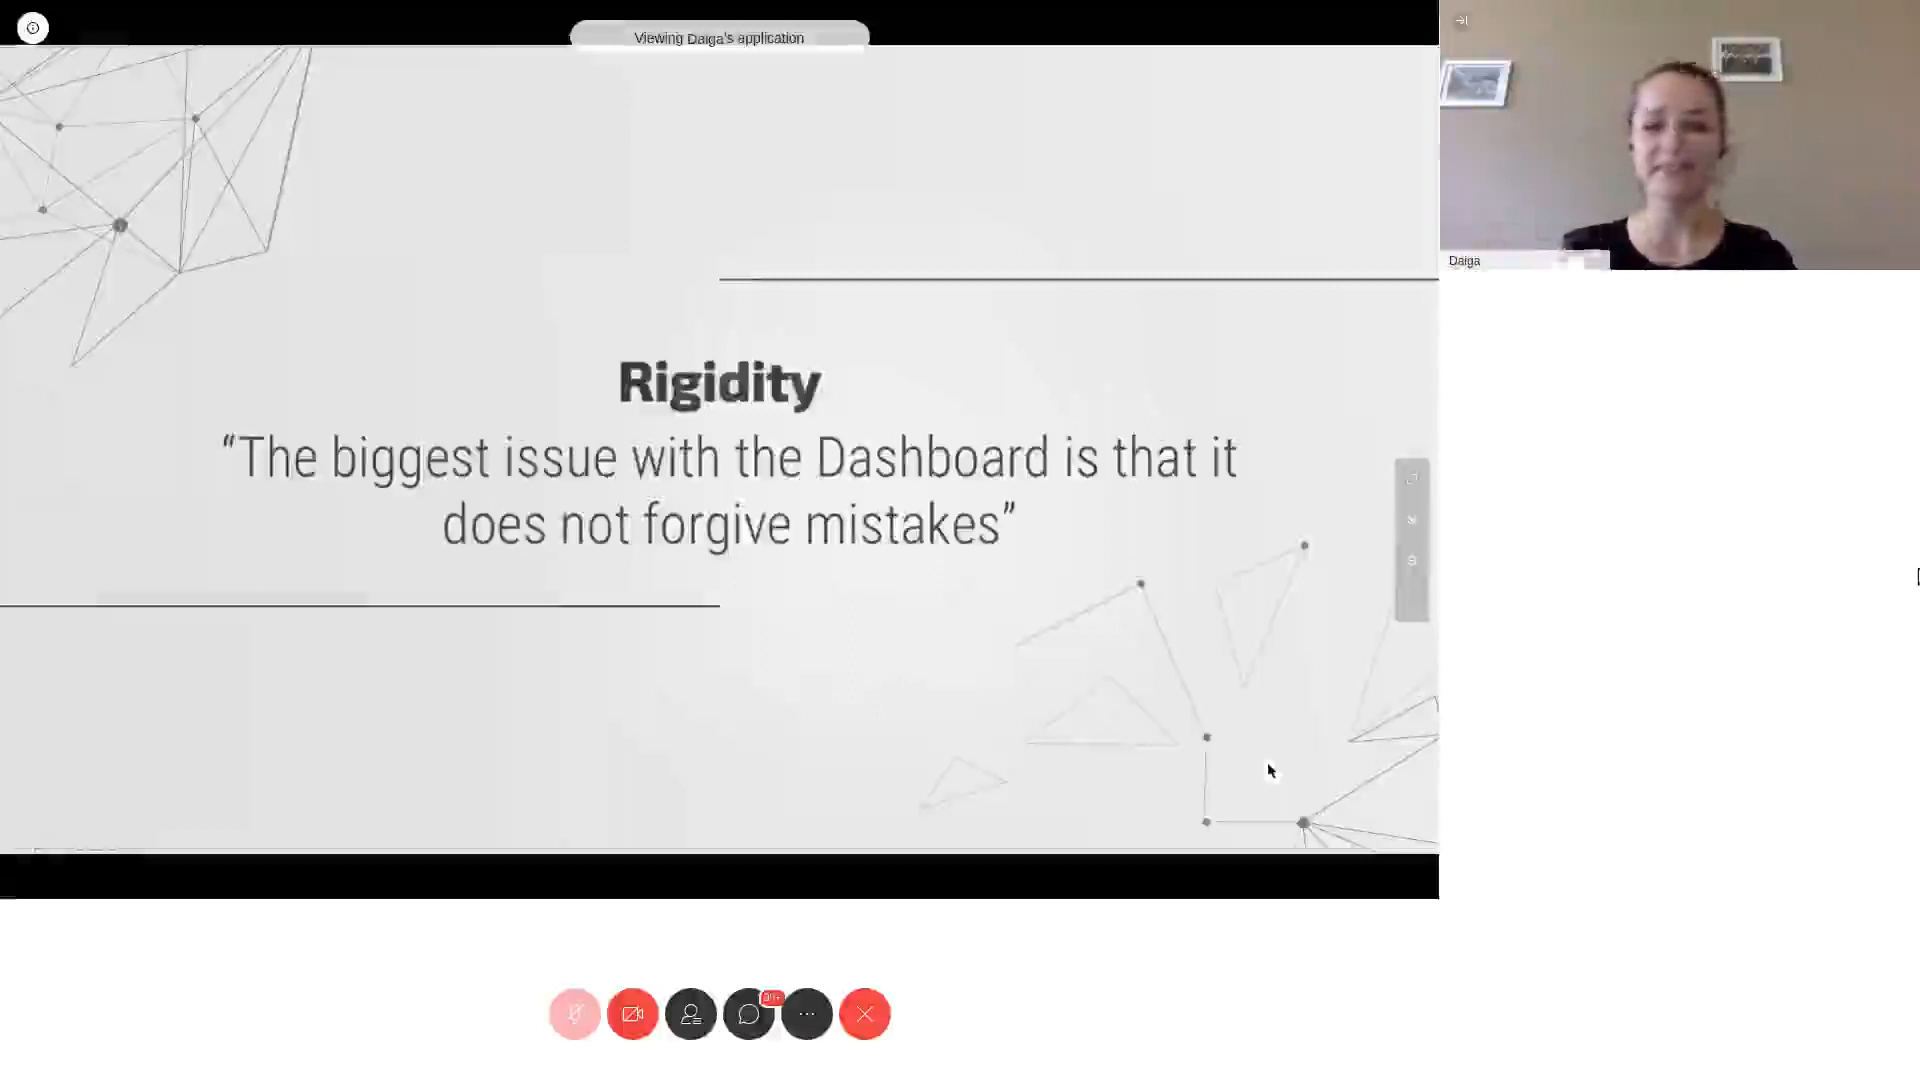 Viewing Daiga's application
Daiga
Rigidity
“The biggest issue with the Dashboard is that it
does not forgive mistakes”